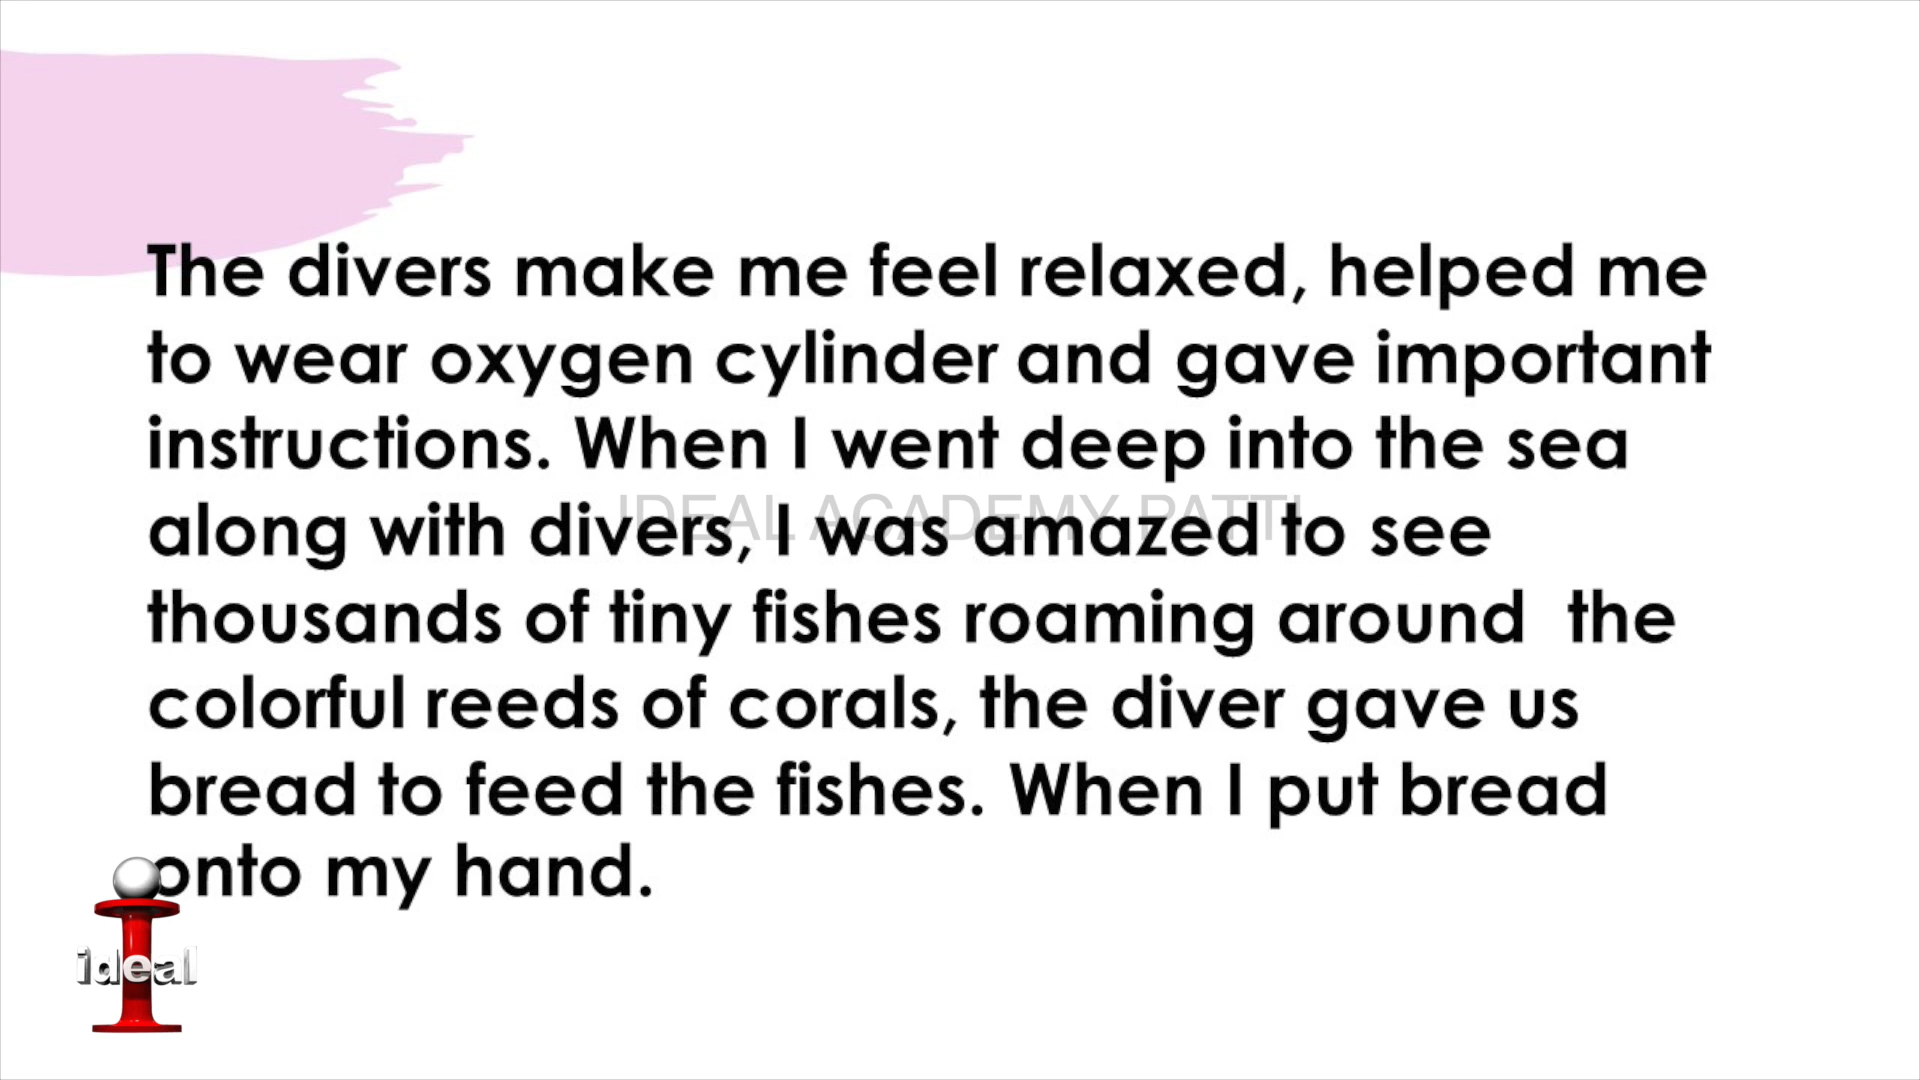 The divers make me feel relaxed, helped me
to wear oxygen cylinder and gave important
instructions. When I went deep into the sea
along with divers, I was amazed to see
IDEAL ACADEMY PATTI
thousands of tiny fishes roaming around  the
colorful reeds of corals, the diver gave us
bread to feed the fishes. When I put bread
onto my hand.
ideal